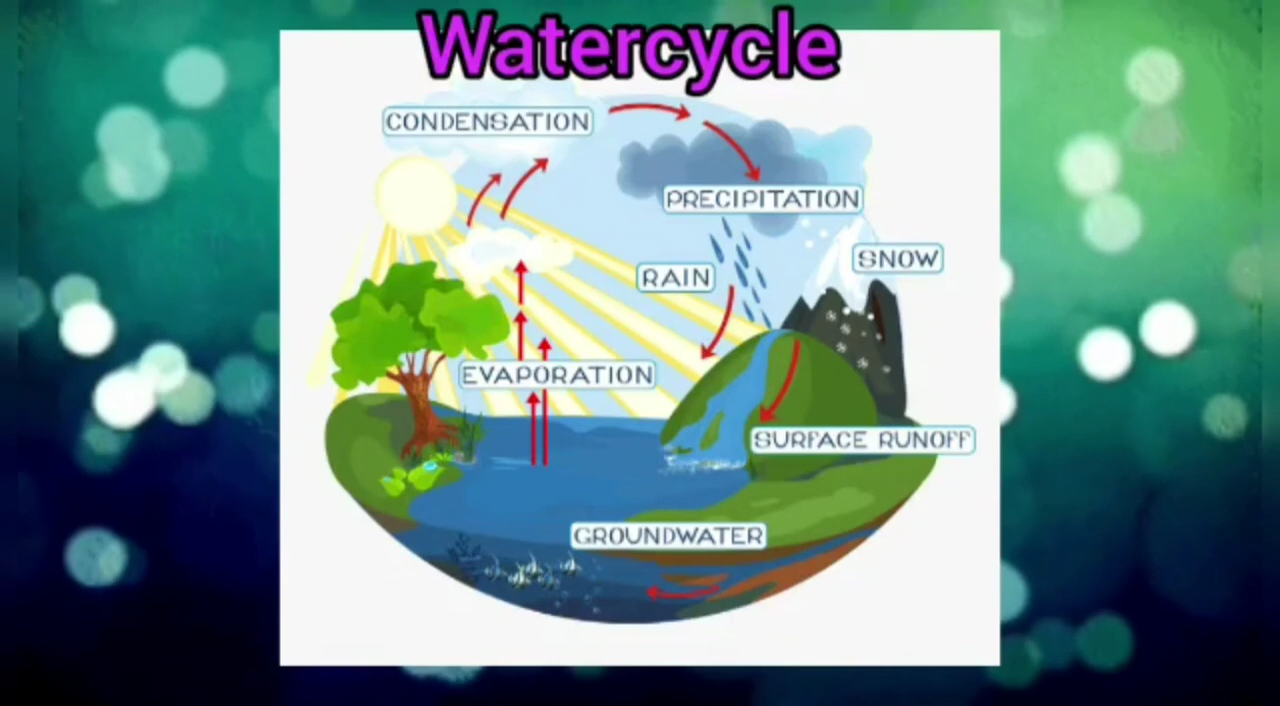 Watercycle
CONDENSATION
PRECIPITATION
SNOW
RAIN
EVAPORATION
SURFACE RUNOFF
GROUNDWATER